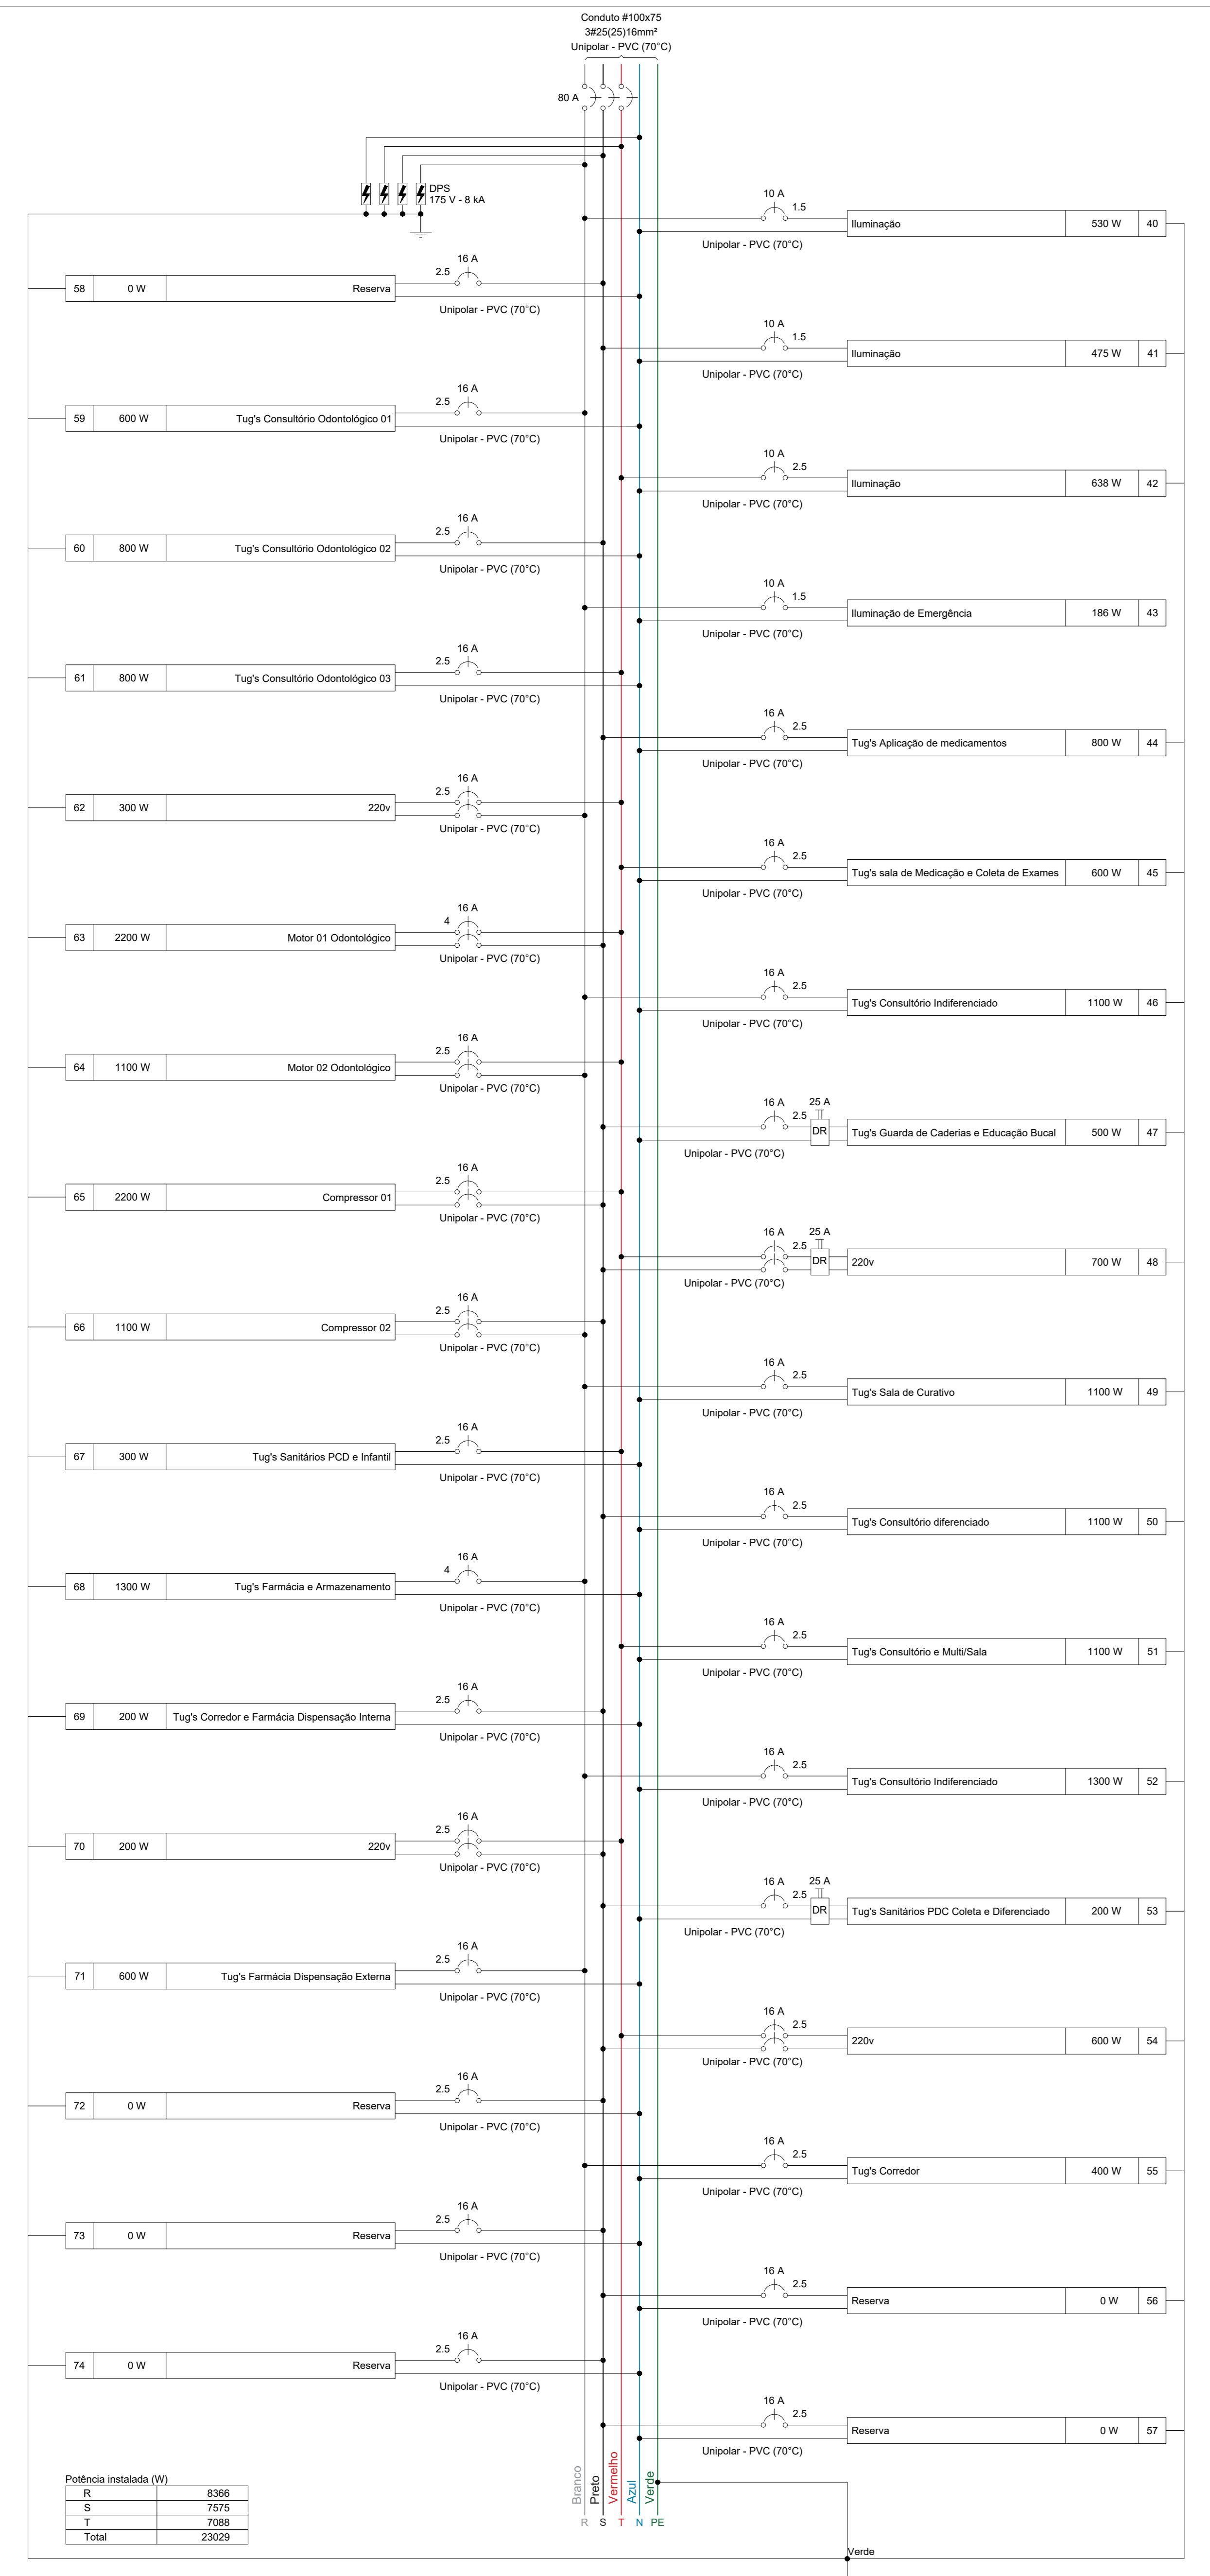 Conduto #100x75
3#25(25)16mm²
Unipolar - PVC (70°C)
80 A
DPS
175 V - 8 kA
10 A
1.5
Iluminação 530 W 40
Unipolar - PVC (70°C)
16 A
2.5
58 0 W Reserva
Unipolar - PVC (70°C)
10 A
1.5
Iluminação 475 W 41
Unipolar - PVC (70°C)
16 A
2.5
59 600 W Tug's Consultório Odontológico 01
Unipolar - PVC (70°C)
10 A
2.5
Iluminação 638 W 42
Unipolar - PVC (70°C)
16 A
2.5
60 800 W Tug's Consultório Odontológico 02
Unipolar - PVC (70°C)
10 A
1.5
Iluminação de Emergência 186 W 43
Unipolar - PVC (70°C)
16 A
2.5
61 800 W Tug's Consultório Odontológico 03
Unipolar - PVC (70°C)
16 A
2.5
Tug's Aplicação de medicamentos 800 W 44
Unipolar - PVC (70°C)
16 A
2.5
62 300 W 220v
Unipolar - PVC (70°C)
16 A
2.5
Tug's sala de Medicação e Coleta de Exames 600 W 45
Unipolar - PVC (70°C)
16 A
4
63 2200 W Motor 01 Odontológico
Unipolar - PVC (70°C)
16 A
2.5
Tug's Consultório Indiferenciado 1100 W 46
Unipolar - PVC (70°C)
16 A
2.5
64 1100 W Motor 02 Odontológico
Unipolar - PVC (70°C)
16 A 25 A
2.5
DR Tug's Guarda de Caderias e Educação Bucal 500 W 47
Unipolar - PVC (70°C)
16 A
2.5
65 2200 W Compressor 01
Unipolar - PVC (70°C)
16 A 25 A
2.5
DR 220v 700 W 48
Unipolar - PVC (70°C)
16 A
2.5
66 1100 W Compressor 02
Unipolar - PVC (70°C)
16 A
2.5
Tug's Sala de Curativo 1100 W 49
Unipolar - PVC (70°C)
16 A
2.5
67 300 W Tug's Sanitários PCD e Infantil
Unipolar - PVC (70°C)
16 A
2.5
Tug's Consultório diferenciado 1100 W 50
Unipolar - PVC (70°C)
16 A
4
68 1300 W Tug's Farmácia e Armazenamento
Unipolar - PVC (70°C)
16 A
2.5
Tug's Consultório e Multi/Sala 1100 W 51
Unipolar - PVC (70°C)
16 A
2.5
69 200 W Tug's Corredor e Farmácia Dispensação Interna
Unipolar - PVC (70°C)
16 A
2.5
Tug's Consultório Indiferenciado 1300 W 52
Unipolar - PVC (70°C)
16 A
2.5
70 200 W 220v
Unipolar - PVC (70°C)
16 A 25 A
2.5
DR Tug's Sanitários PDC Coleta e Diferenciado 200 W 53
Unipolar - PVC (70°C)
16 A
2.5
71 600 W Tug's Farmácia Dispensação Externa
Unipolar - PVC (70°C)
16 A
2.5
220v 600 W 54
Unipolar - PVC (70°C)
16 A
2.5
72 0 W Reserva
Unipolar - PVC (70°C)
16 A
2.5
Tug's Corredor 400 W 55
Unipolar - PVC (70°C)
16 A
2.5
73 0 W Reserva
Unipolar - PVC (70°C)
16 A
2.5
Reserva 0 W 56
Unipolar - PVC (70°C)
16 A
2.5
74 0 W Reserva
Unipolar - PVC (70°C)
16 A
2.5
Reserva 0 W 57
Unipolar - PVC (70°C)
Branco
Preto
Vermelho
Azul
Verde
R S T N PE
Potência instalada (W)
R 8366
S 7575
T 7088
Total 23029
Verde